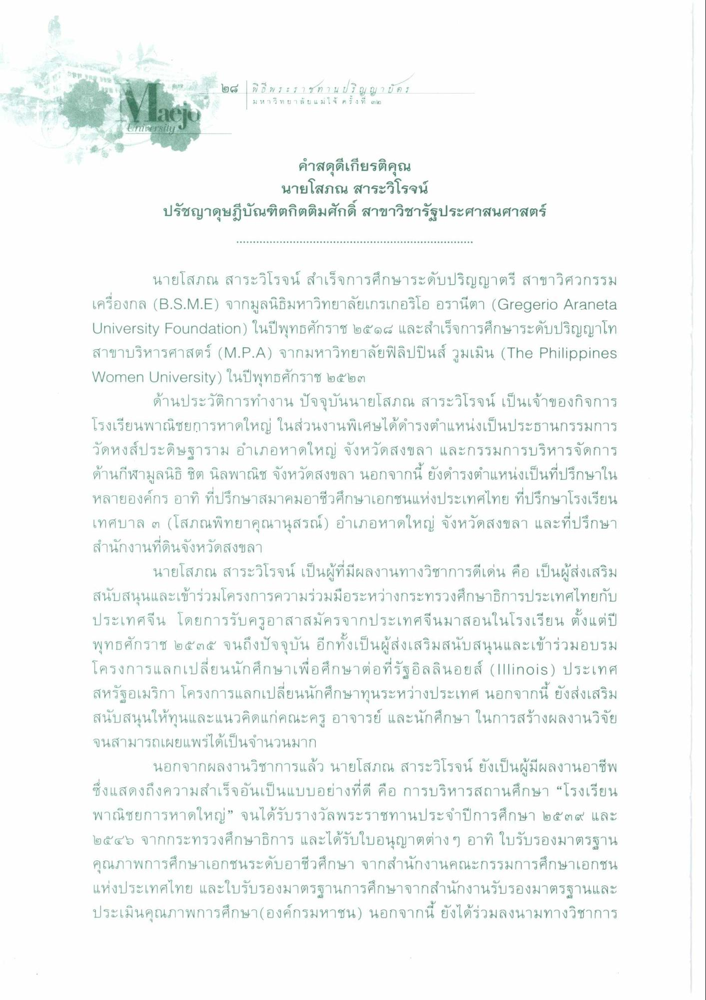 ๒๘
พิธีพระราชทานปริญญาบัตร
มหาวิทยาลัยแม่โจ้ ครั้งที่ ๓๒
Maejo
University
คำสดุดีเกียรติคุณ
นายโสภณ สาระวิโรจน์
ปรัชญาดุษฎีบัณฑิตกิตติมศักดิ์ สาขาวิชารัฐประศาสนศาสตร์
........................................................................
นายโสภณ สาระวิโรจน์ สำเร็จการศึกษาระดับปริญญาตรี สาขาวิศวกรรม
เครื่องกล (B.S.M.E) จากมูลนิธิมหาวิทยาลัยเกรเกอริโอ อรานีตา (Gregerio Araneta
University Foundation) ในปีพุทธศักราช ๒๕๑๘ และสำเร็จการศึกษาระดับปริญญาโท
สาขาบริหารศาสตร์ (M.P.A) จากมหาวิทยาลัยฟิลิปปินส์ วูมเมิน (The Philippines
Women University) ในปีพุทธศักราช ๒๕๒๓
ด้านประวัติการทำงาน ปัจจุบันนายโสภณ สาระวิโรจน์ เป็นเจ้าของกิจการ
โรงเรียนพาณิชยการหาดใหญ่ ในส่วนงานพิเศษได้ดำรงตำแหน่งเป็นประธานกรรมการ
วัดหงส์ประดิษฐาราม อำเภอหาดใหญ่ จังหวัดสงขลา และกรรมการบริหารจัดการ
ด้านกีฬามูลนิธิ ชิต นิลพาณิช จังหวัดสงขลา นอกจากนี้ ยังดำรงตำแหน่งเป็นที่ปรึกษาใน
หลายองค์กร อาทิ ที่ปรึกษาสมาคมอาชีวศึกษาเอกชนแห่งประเทศไทย ที่ปรึกษาโรงเรียน
เทศบาล ๓ (โสภณพิทยาคุณานุสรณ์) อำเภอหาดใหญ่ จังหวัดสงขลา และที่ปรึกษา
สำนักงานที่ดินจังหวัดสงขลา
นายโสภณ สาระวิโรจน์ เป็นผู้ที่มีผลงานทางวิชาการดีเด่น คือ เป็นผู้ส่งเสริม
สนับสนุนและเข้าร่วมโครงการความร่วมมือระหว่างกระทรวงศึกษาธิการประเทศไทยกับ
ประเทศจีน โดยการรับครูอาสาสมัครจากประเทศจีนมาสอนในโรงเรียน ตั้งแต่ปี
พุทธศักราช ๒๕๓๕ จนถึงปัจจุบัน อีกทั้งเป็นผู้ส่งเสริมสนับสนุนและเข้าร่วมอบรม
โครงการแลกเปลี่ยนนักศึกษาเพื่อศึกษาต่อที่รัฐอิลลินอยส์ (Illinois) ประเทศ
สหรัฐอเมริกา โครงการแลกเปลี่ยนนักศึกษาทุนระหว่างประเทศ นอกจากนี้ ยังส่งเสริม
สนับสนุนให้ทุนและแนวคิดแก่คณะครู อาจารย์ และนักศึกษา ในการสร้างผลงานวิจัย
จนสามารถเผยแพร่ได้เป็นจำนวนมาก
นอกจากผลงานวิชาการแล้ว นายโสภณ สาระวิโรจน์ ยังเป็นผู้มีผลงานอาชีพ
ซึ่งแสดงถึงความสำเร็จอันเป็นแบบอย่างที่ดี คือ การบริหารสถานศึกษา “โรงเรียน
พาณิชยการหาดใหญ่” จนได้รับรางวัลพระราชทานประจำปีการศึกษา ๒๕๓๙ และ
๒๕๔๖ จากกระทรวงศึกษาธิการ และได้รับใบอนุญาตต่างๆ อาทิ ใบรับรองมาตรฐาน
คุณภาพการศึกษาเอกชนระดับอาชีวศึกษา จากสำนักงานคณะกรรมการศึกษาเอกชน
แห่งประเทศไทย และใบรับรองมาตรฐานการศึกษาจากสำนักงานรับรองมาตรฐานและ
ประเมินคุณภาพการศึกษา(องค์กรมหาชน) นอกจากนี้ ยังได้ร่วมลงนามทางวิชาการ